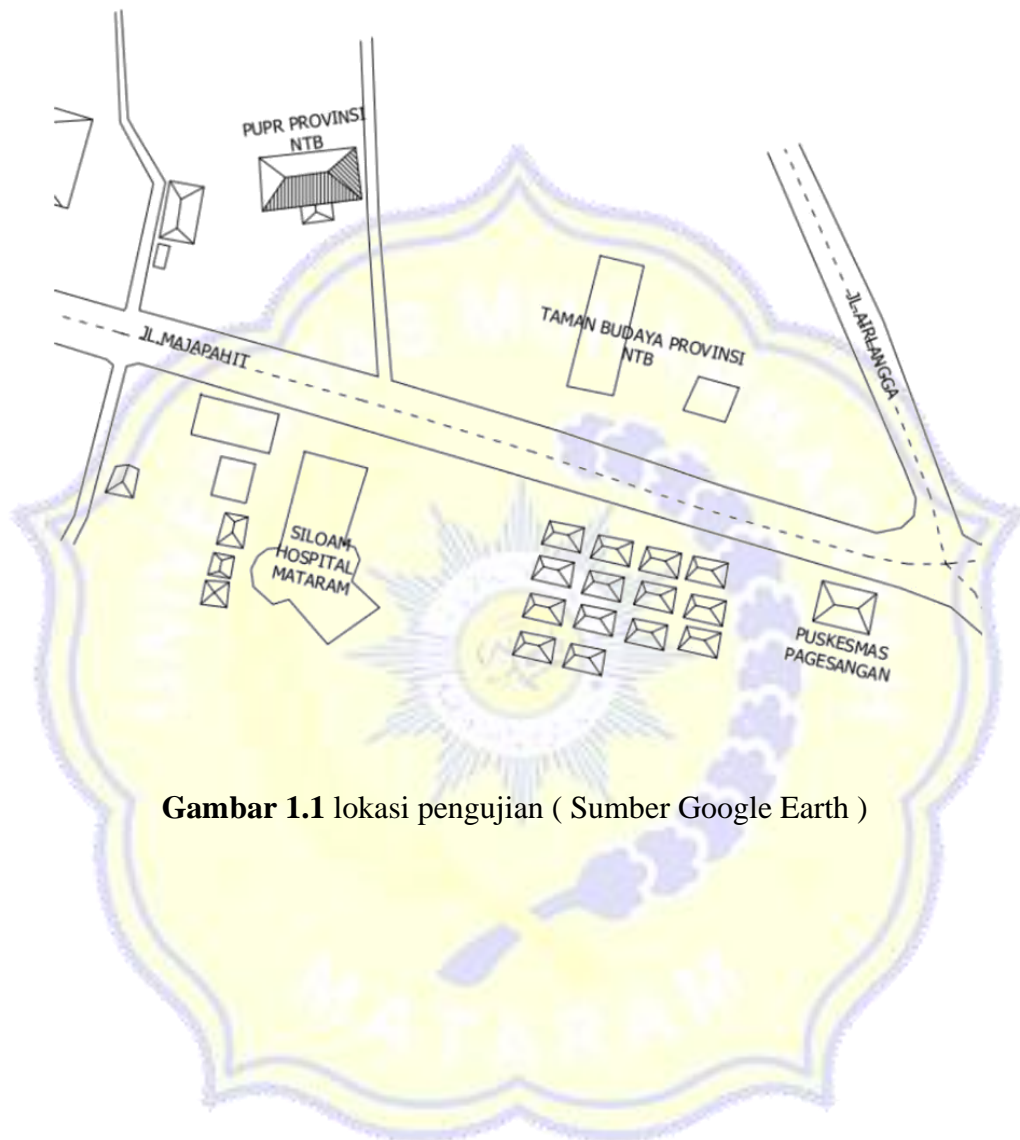 PUPR PROVINSI
NTB
TAMAN BUDAYA PROVINSI
NTB
JL.AIRLANGGA
JL.MAJAPAHIT
SILOAM
HOSPITAL
MATARAM
PUSKESMAS
PAGESANGAN
Gambar 1.1 lokasi pengujian ( Sumber Google Earth )
MATARAM